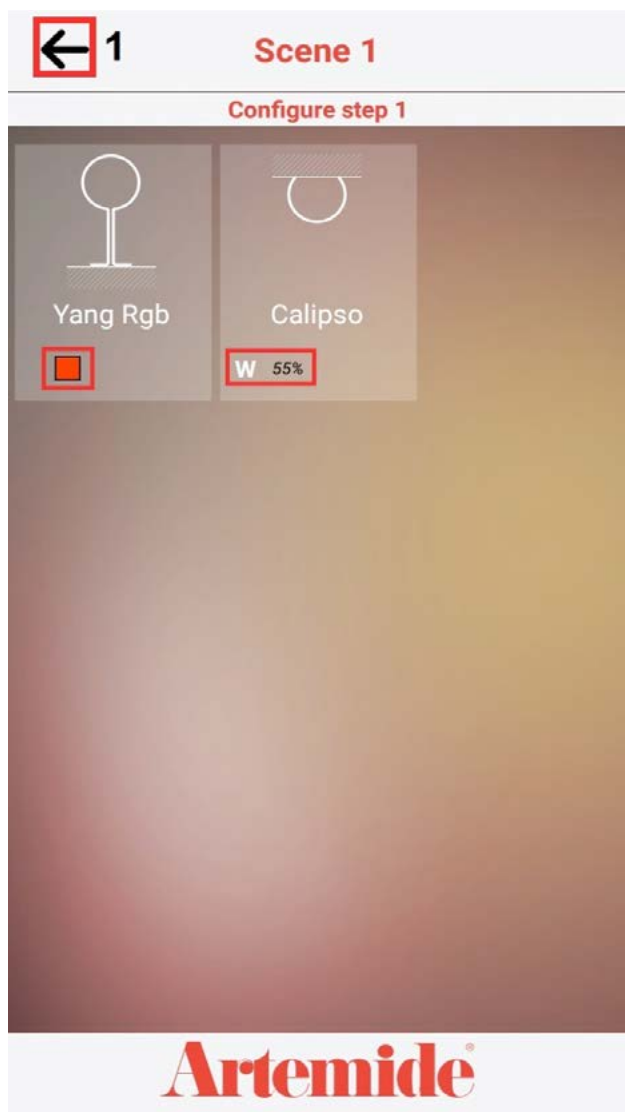 1
Scene 1
Configure step 1
Yang Rgb
Calipso
W 55%
Artemide®